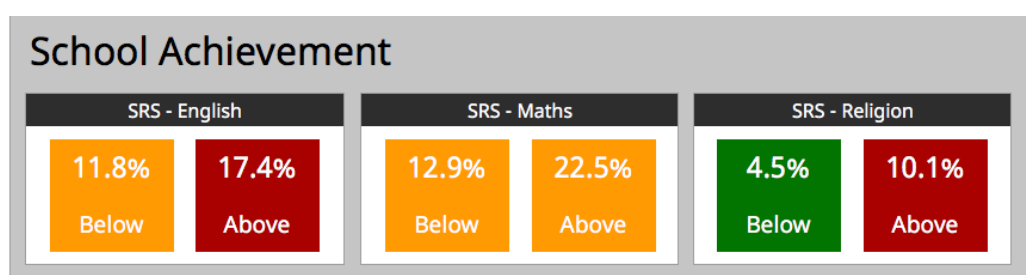 School Achievement
SRS - English
11.8% 17.4%
Below Above
SRS - Maths
12.9% 22.5%
Below Above
SRS - Religion
4.5% 10.1%
Below Above